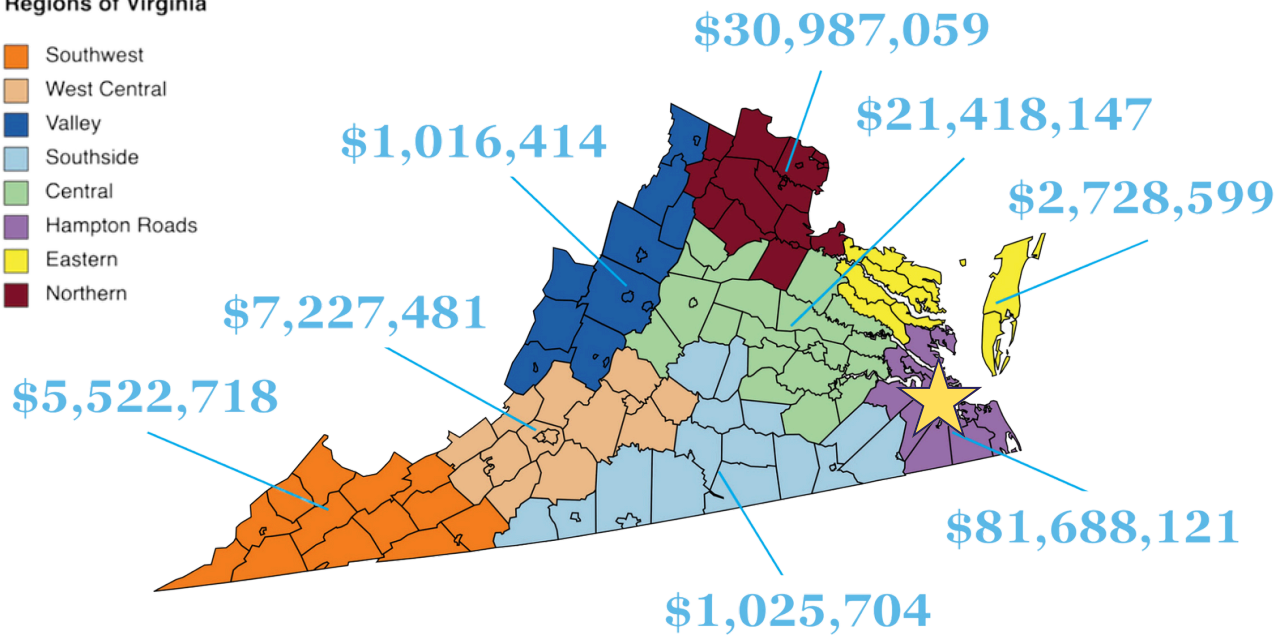 Regions of Virginia
Southwest
West Central
Valley
Southside
Central
Hampton Roads
Eastern
Northern
$30,987,059
$21,418,147
$1,016,414
$2,728,599
$7,227,481
$5,522,718
$81,688,121
$1,025,704